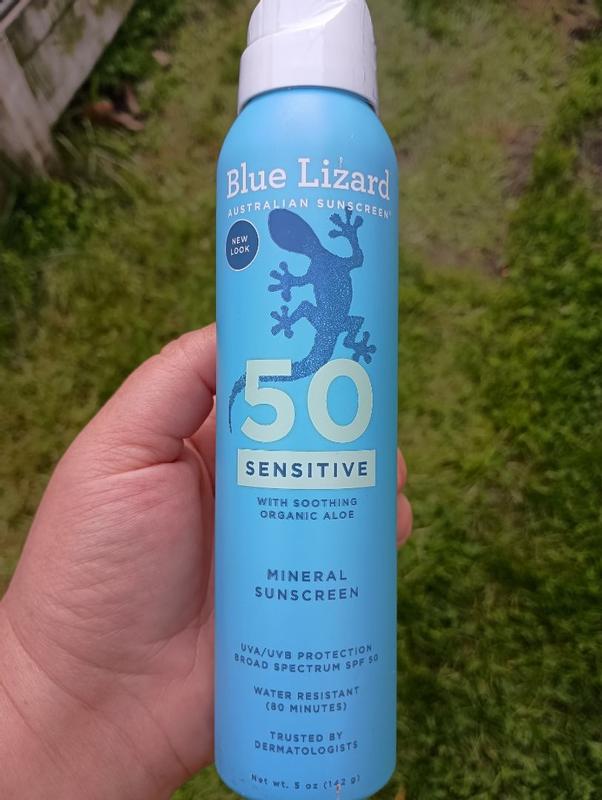 Blue Lizard
AUSTRALIAN SUNSCREEN®
NEW
LOOK
50
SENSITIVE
WITH SOOTHING
ORGANIC ALOE
MINERAL
SUNSCREEN
UVA/UVB PROTECTION
BROAD SPECTRUM SPF 50
WATER RESISTANT
(80 MINUTES)
TRUSTED BY
DERMATOLOGISTS
Net wt. 5 oz (142 g)